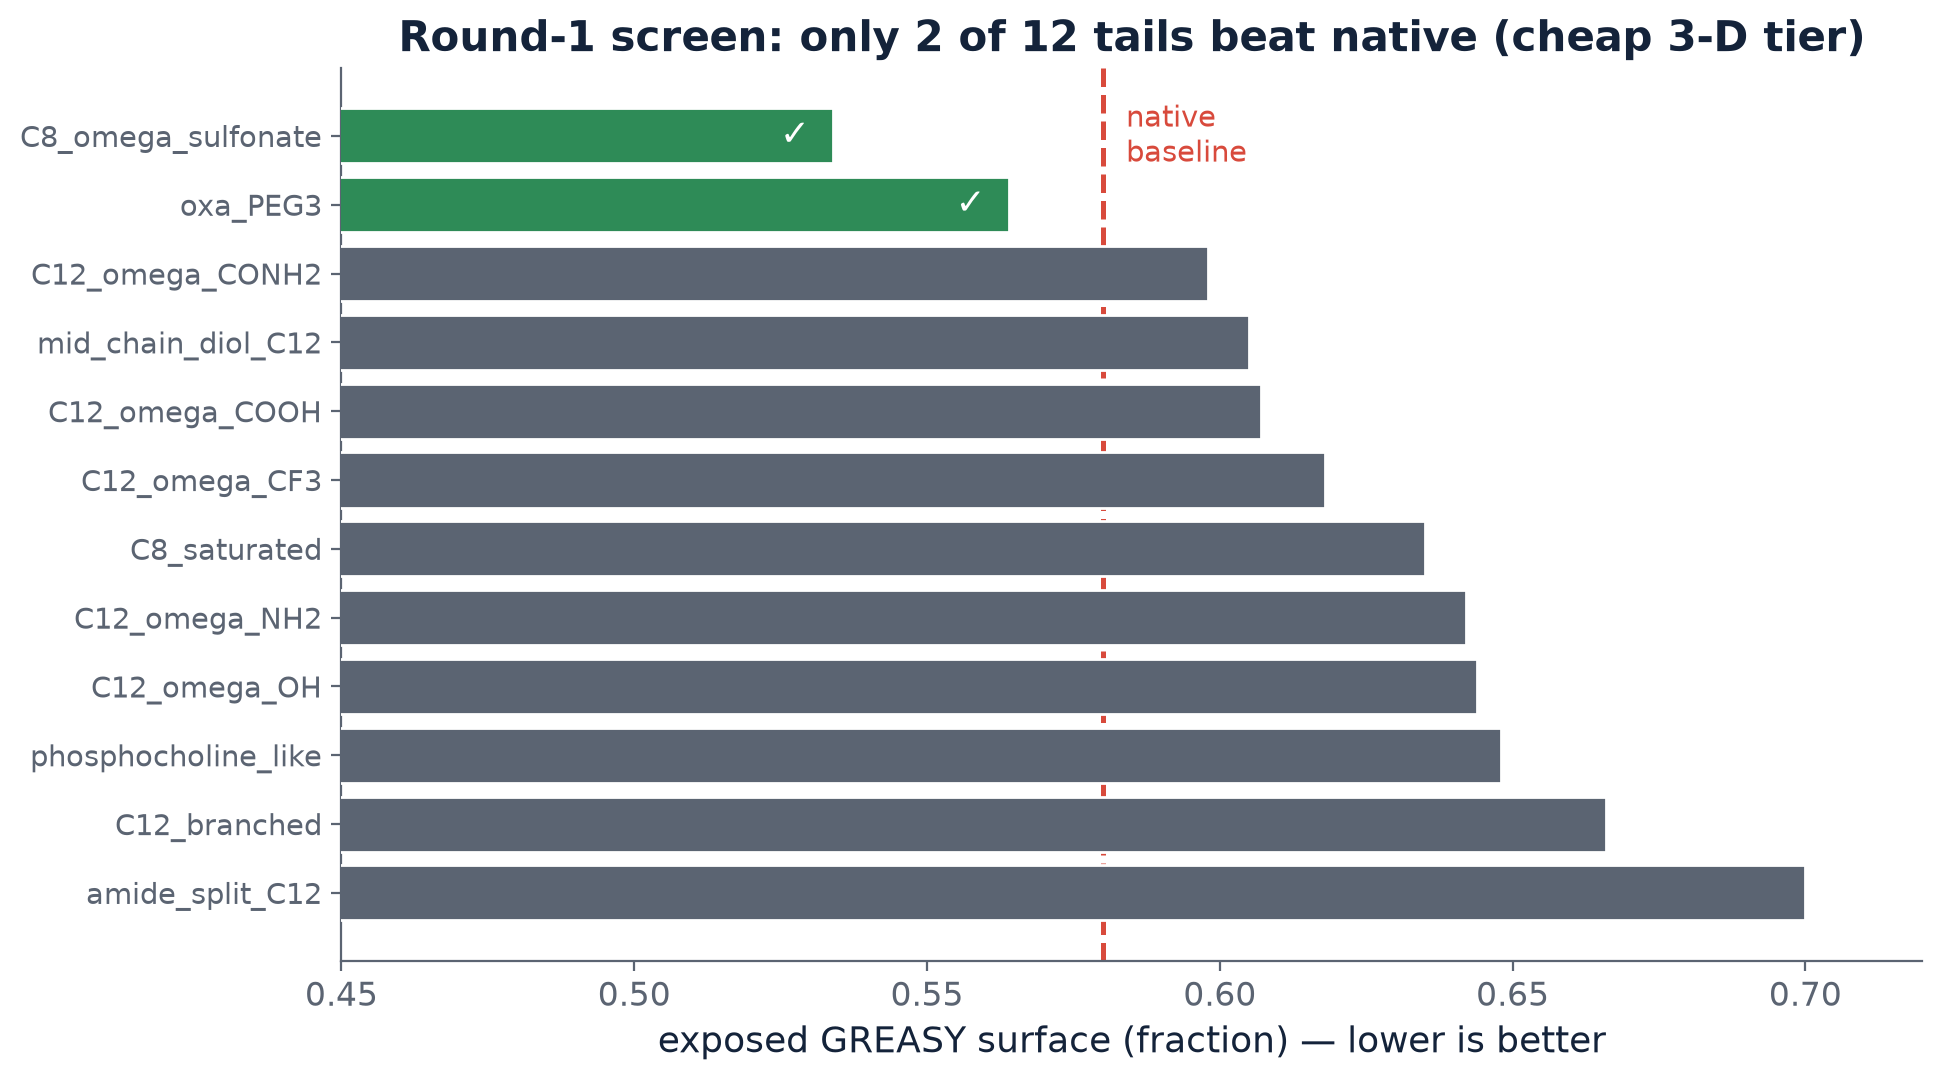 Round-1 screen: only 2 of 12 tails beat native (cheap 3-D tier)
C8_omega_sulfonate
✓
native
baseline
oxa_PEG3
✓
C12_omega_CONH2
mid_chain_diol_C12
C12_omega_COOH
C12_omega_CF3
C8_saturated
C12_omega_NH2
C12_omega_OH
phosphocholine_like
C12_branched
amide_split_C12
0.45 0.50 0.55 0.60 0.65 0.70
exposed GREASY surface (fraction) — lower is better